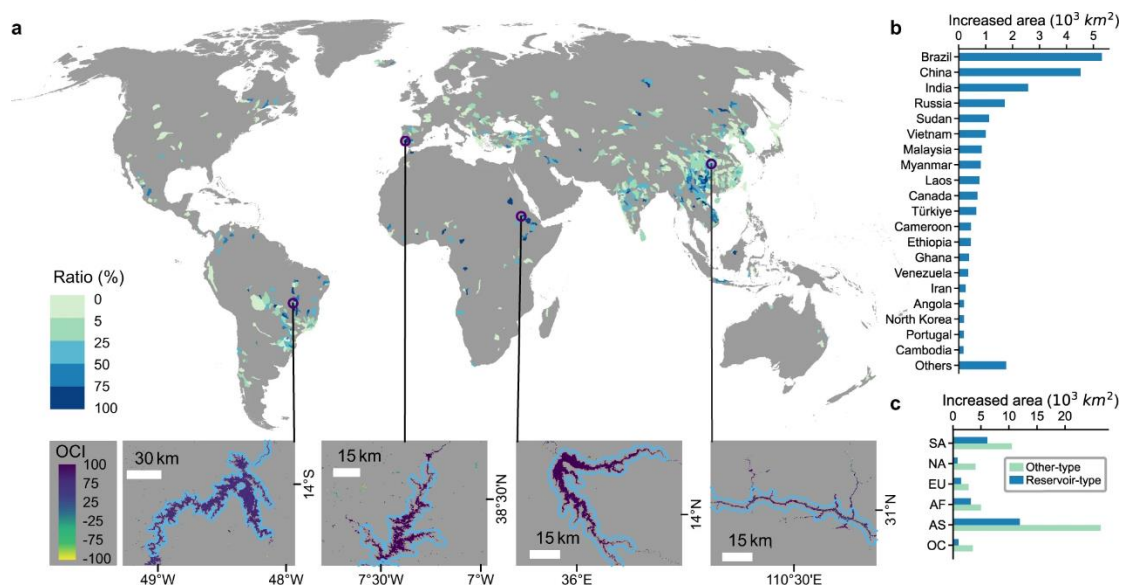 a
Ratio (%)
0
5
25
50
75
100
OCI
100
75
25
-25
-75
-100
30 km
14°S
49°W
48°W
15 km
38°30'N
7°30'W
7°W
15 km
14°N
36°E
15 km
31°N
110°30'E
b
Increased area (10³ km²)
0 1 2 3 4 5
Brazil
China
India
Russia
Sudan
Vietnam
Malaysia
Myanmar
Laos
Canada
Türkiye
Cameroon
Ethiopia
Ghana
Venezuela
Iran
Angola
North Korea
Portugal
Cambodia
Others
c
Increased area (10³ km²)
0 5 10 15 20
SA
NA
EU
AF
AS
OC
Other-type
Reservoir-type